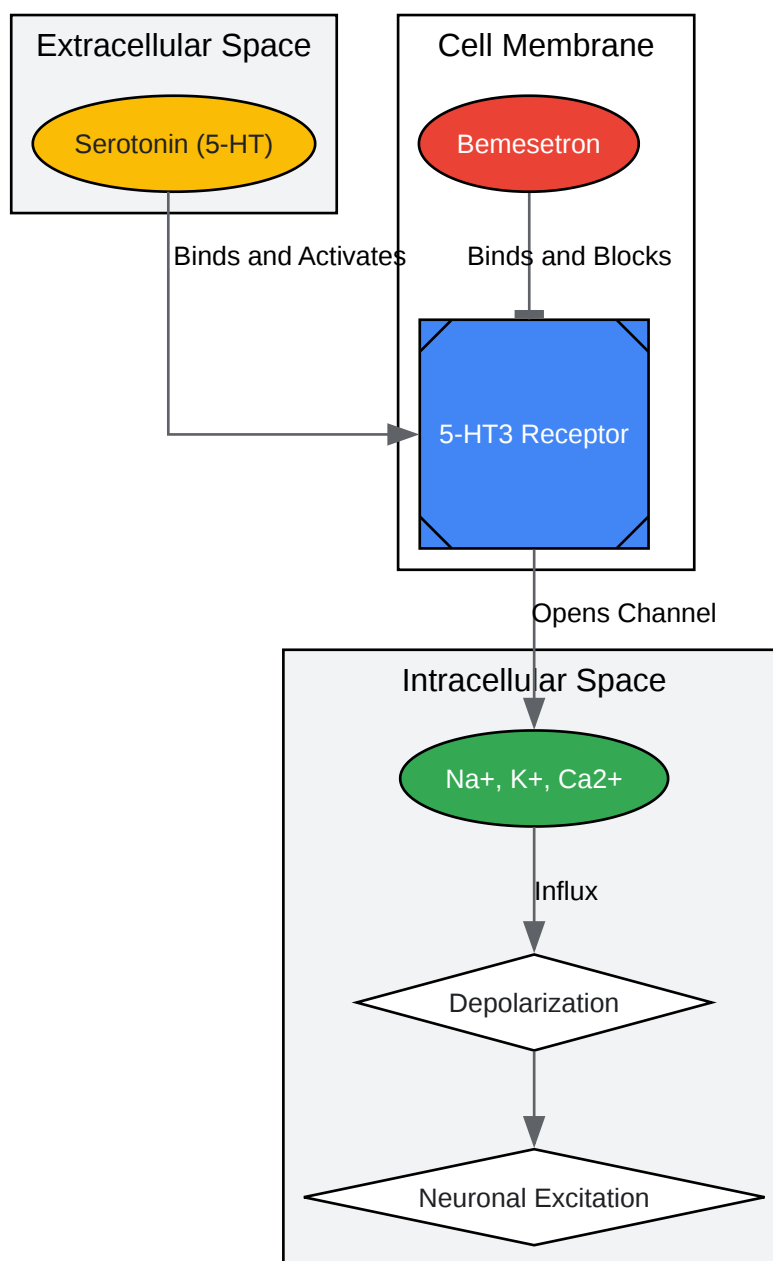 Extracellular Space
Cell Membrane
Serotonin (5-HT)
Bemesetron
Binds and Activates
Binds and Blocks
5-HT3 Receptor
Opens Channel
Intracellular Space
Na+, K+, Ca2+
Influx
Depolarization
Neuronal Excitation